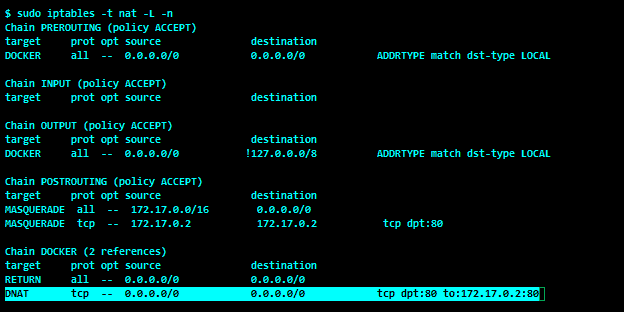 $ sudo iptables -t nat -L -n
Chain PREROUTING (policy ACCEPT)
target     prot opt source               destination
DOCKER     all  --  0.0.0.0/0            0.0.0.0/0            ADDRTYPE match dst-type LOCAL

Chain INPUT (policy ACCEPT)
target     prot opt source               destination

Chain OUTPUT (policy ACCEPT)
target     prot opt source               destination
DOCKER     all  --  0.0.0.0/0           !127.0.0.0/8          ADDRTYPE match dst-type LOCAL

Chain POSTROUTING (policy ACCEPT)
target     prot opt source               destination
MASQUERADE  all  --  172.17.0.0/16        0.0.0.0/0
MASQUERADE  tcp  --  172.17.0.2           172.17.0.2           tcp dpt:80

Chain DOCKER (2 references)
target     prot opt source               destination
RETURN     all  --  0.0.0.0/0            0.0.0.0/0
DNAT       tcp  --  0.0.0.0/0            0.0.0.0/0            tcp dpt:80 to:172.17.0.2:80